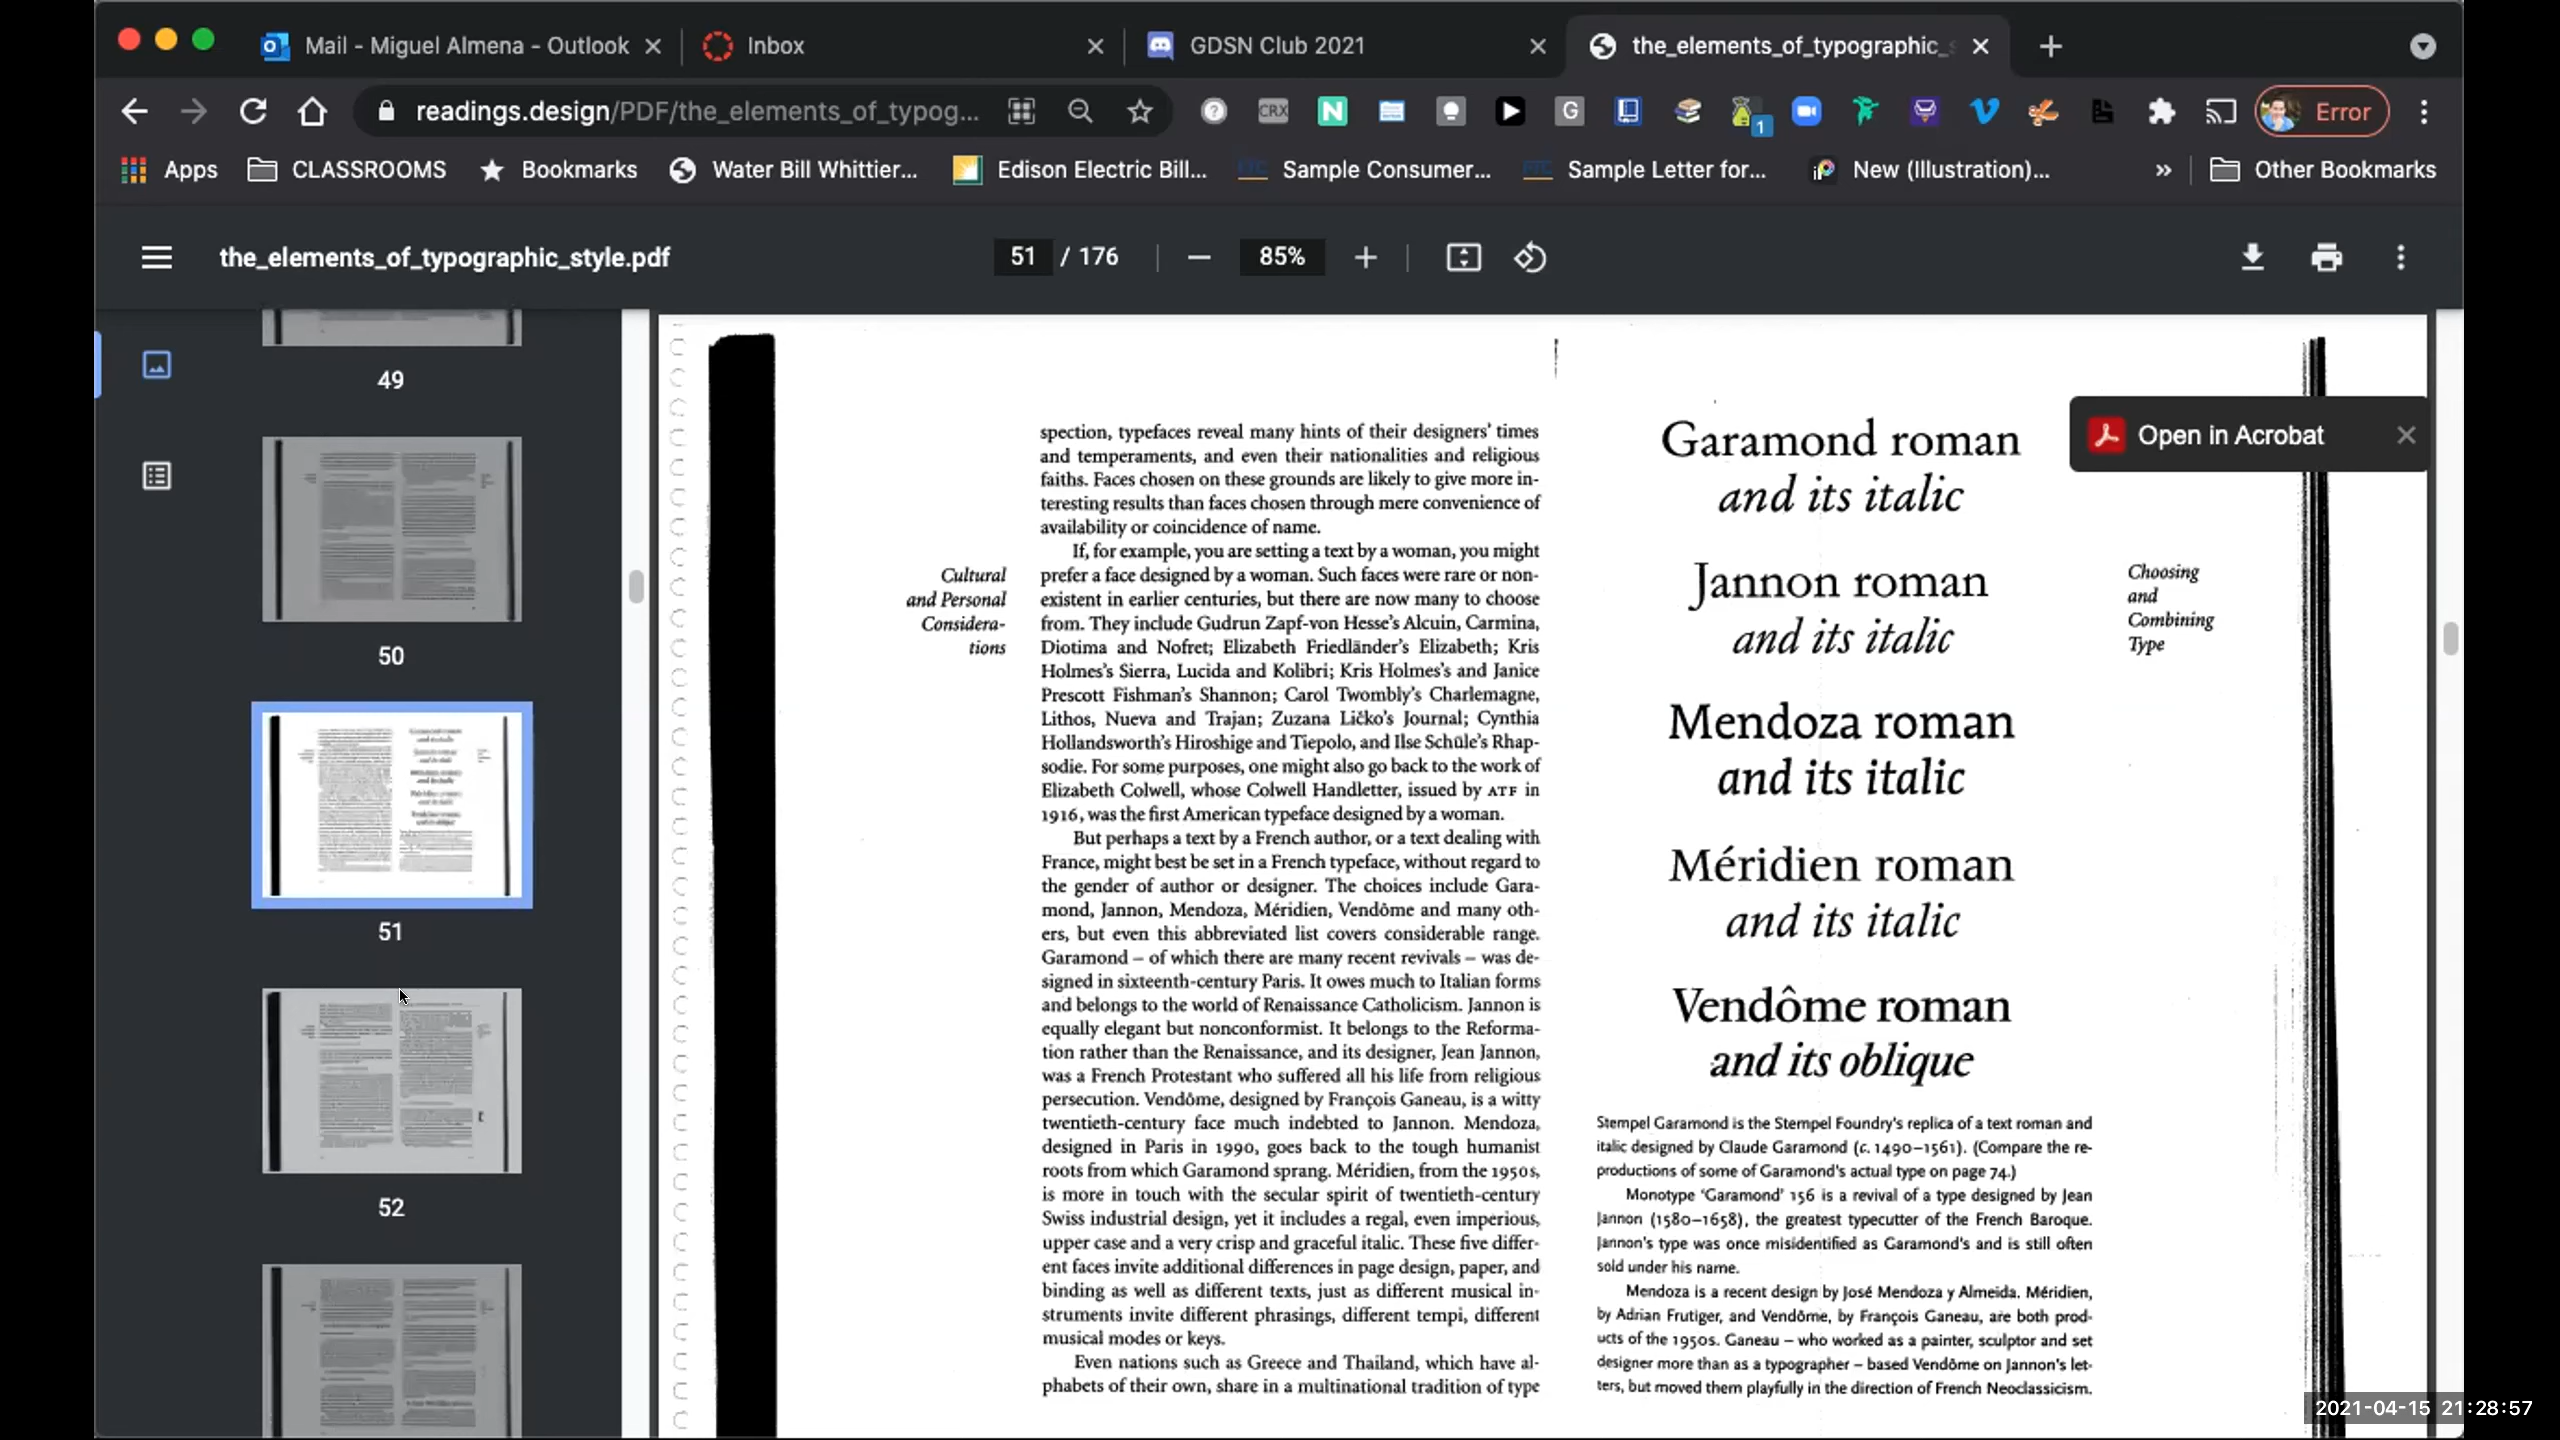 Mail - Miguel Almena - Outlook
Inbox
GDSN Club 2021
the_elements_of_typographic_s
readings.design/PDF/the_elements_of_typog...
CRX
N
G
1
Error
Apps
CLASSROOMS
Bookmarks
Water Bill Whittier...
Edison Electric Bill...
Sample Consumer...
Sample Letter for...
New (Illustration)...
Other Bookmarks
the_elements_of_typographic_style.pdf
51 / 176
85%
49
50
51
52
Open in Acrobat
Cultural
and Personal
Considera-
tions
spection, typefaces reveal many hints of their designers' times
and temperaments, and even their nationalities and religious
faiths. Faces chosen on these grounds are likely to give more in-
teresting results than faces chosen through mere convenience of
availability or coincidence of name.
If, for example, you are setting a text by a woman, you might
prefer a face designed by a woman. Such faces were rare or non-
existent in earlier centuries, but there are now many to choose
from. They include Gudrun Zapf-von Hesse's Alcuin, Carmina,
Diotima and Nofret; Elizabeth Friedländer's Elizabeth; Kris
Holmes's Sierra, Lucida and Kolibri; Kris Holmes's and Janice
Prescott Fishman's Shannon; Carol Twombly's Charlemagne,
Lithos, Nueva and Trajan; Zuzana Ličko's Journal; Cynthia
Hollandsworth's Hiroshige and Tiepolo, and Ilse Schüle's Rhap-
sodie. For some purposes, one might also go back to the work of
Elizabeth Colwell, whose Colwell Handletter, issued by ATF in
1916, was the first American typeface designed by a woman.
But perhaps a text by a French author, or a text dealing with
France, might best be set in a French typeface, without regard to
the gender of author or designer. The choices include Gara-
mond, Jannon, Mendoza, Méridien, Vendôme and many oth-
ers, but even this abbreviated list covers considerable range.
Garamond – of which there are many recent revivals – was de-
signed in sixteenth-century Paris. It owes much to Italian forms
and belongs to the world of Renaissance Catholicism. Jannon is
equally elegant but nonconformist. It belongs to the Reforma-
tion rather than the Renaissance, and its designer, Jean Jannon,
was a French Protestant who suffered all his life from religious
persecution. Vendôme, designed by François Ganeau, is a witty
twentieth-century face much indebted to Jannon. Mendoza,
designed in Paris in 1990, goes back to the tough humanist
roots from which Garamond sprang. Méridien, from the 1950s,
is more in touch with the secular spirit of twentieth-century
Swiss industrial design, yet it includes a regal, even imperious,
upper case and a very crisp and graceful italic. These five differ-
ent faces invite additional differences in page design, paper, and
binding as well as different texts, just as different musical in-
struments invite different phrasings, different tempi, different
musical modes or keys.
Even nations such as Greece and Thailand, which have al-
phabets of their own, share in a multinational tradition of type
Garamond roman
and its italic
Jannon roman
and its italic
Mendoza roman
and its italic
Méridien roman
and its italic
Vendôme roman
and its oblique
Choosing
and
Combining
Type
Stempel Garamond is the Stempel Foundry's replica of a text roman and
italic designed by Claude Garamond (c. 1490–1561). (Compare the re-
productions of some of Garamond's actual type on page 74.)
Monotype ‘Garamond’ 156 is a revival of a type designed by Jean
Jannon (1580–1658), the greatest typecutter of the French Baroque.
Jannon's type was once misidentified as Garamond's and is still often
sold under his name.
Mendoza is a recent design by José Mendoza y Almeida. Méridien,
by Adrian Frutiger, and Vendôme, by François Ganeau, are both prod-
ucts of the 1950s. Ganeau – who worked as a painter, sculptor and set
designer more than as a typographer – based Vendôme on Jannon's let-
ters, but moved them playfully in the direction of French Neoclassicism.
2021-04-15 21:28:57